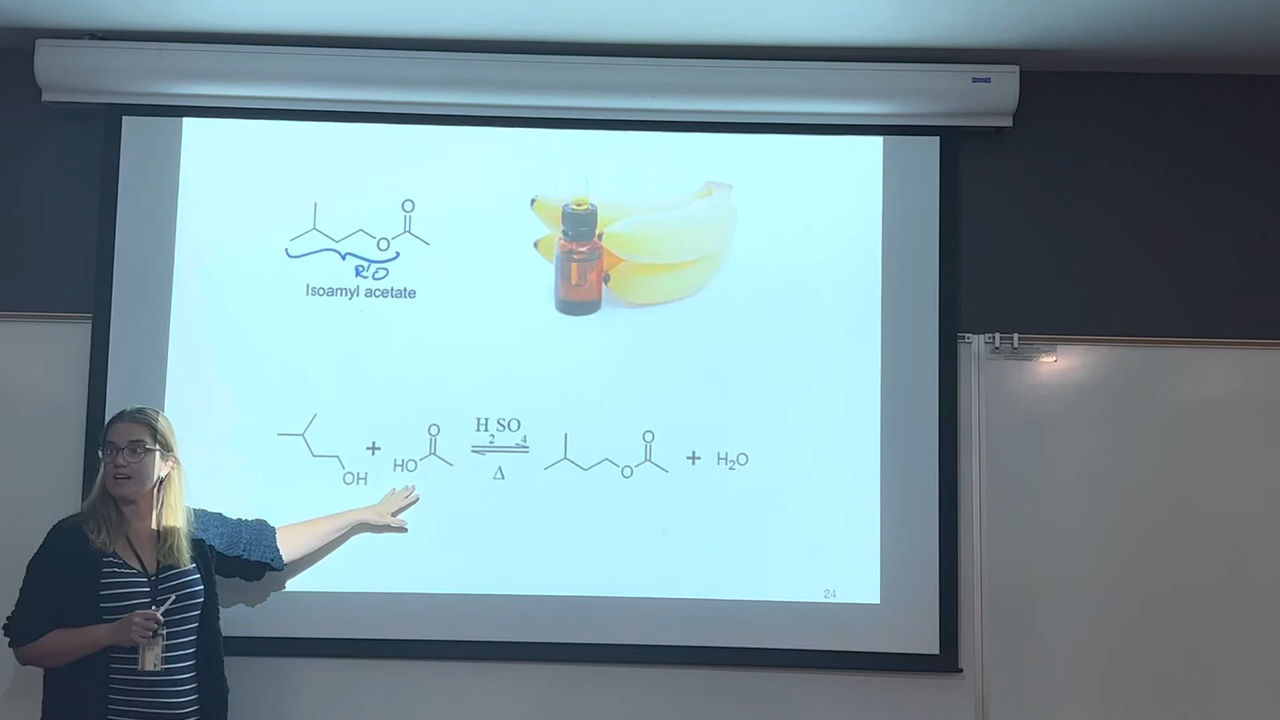 O
O
R'O
Isoamyl acetate
OH
+
HO
O
H₂SO₄
Δ
O
O
+ H₂O
24